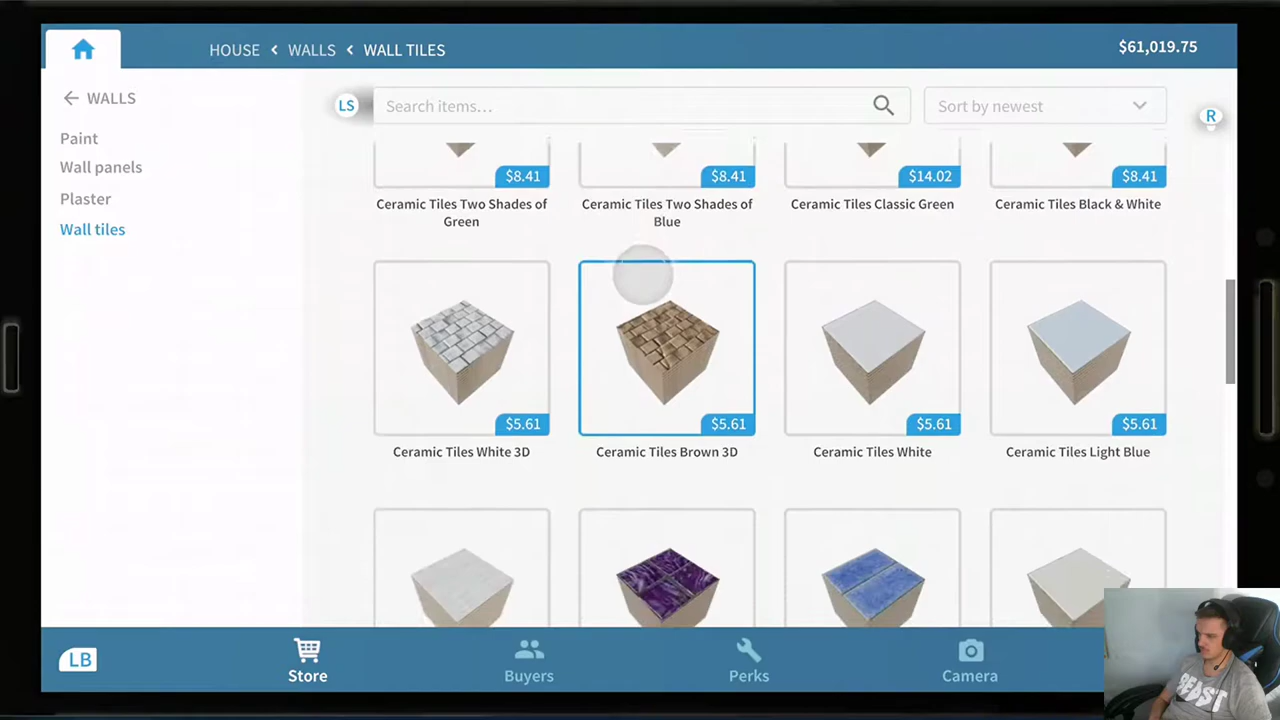 HOUSE < WALLS < WALL TILES
$61,019.75
WALLS
Paint
Wall panels
Plaster
Wall tiles
LS
Search items...
Sort by newest
R
$8.41
$8.41
$14.02
$8.41
Ceramic Tiles Two Shades of
Green
Ceramic Tiles Two Shades of
Blue
Ceramic Tiles Classic Green
Ceramic Tiles Black & White
$5.61
$5.61
$5.61
$5.61
Ceramic Tiles White 3D
Ceramic Tiles Brown 3D
Ceramic Tiles White
Ceramic Tiles Light Blue
LB
Store
Buyers
Perks
Camera
BEAST